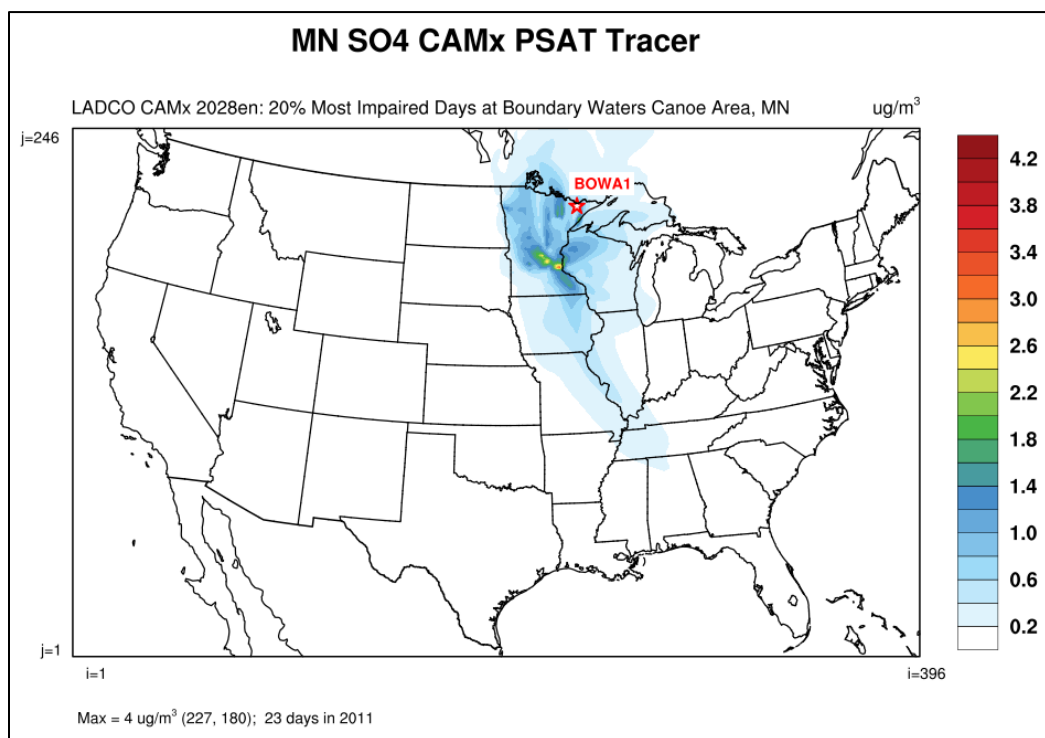 MN SO4 CAMx PSAT Tracer
LADCO CAMx 2028en: 20% Most Impaired Days at Boundary Waters Canoe Area, MN ug/m³
j=246
BOWA1
4.2
3.8
3.4
3.0
2.6
2.2
1.8
1.4
1.0
0.6
0.2
j=1
i=1 i=396
Max = 4 ug/m³ (227, 180); 23 days in 2011